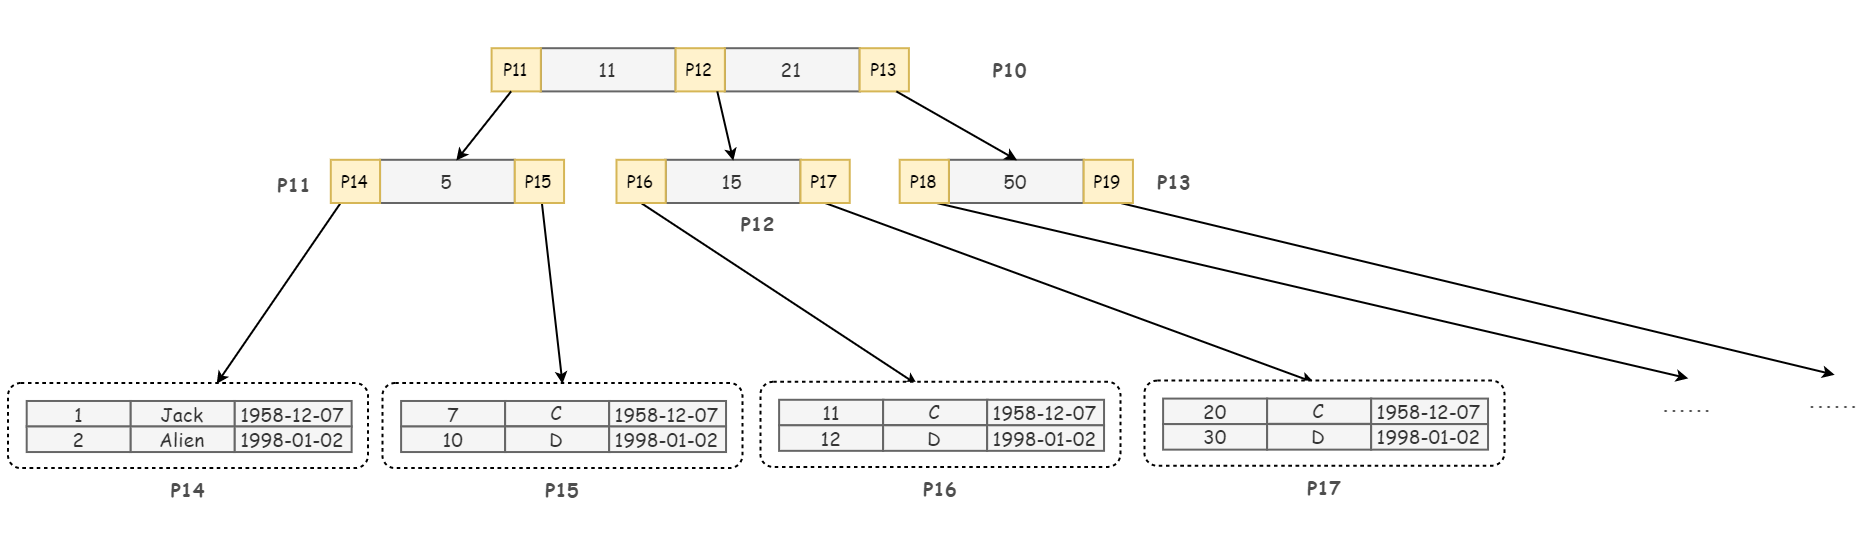 P11 11 P12 21 P13 P10
P11 P14 5 P15 P16 15 P17 P18 50 P19 P13
P12
1 Jack 1958-12-07
2 Alien 1998-01-02
P14
7 C 1958-12-07
10 D 1998-01-02
P15
11 C 1958-12-07
12 D 1998-01-02
P16
20 C 1958-12-07
30 D 1998-01-02
P17
......
......